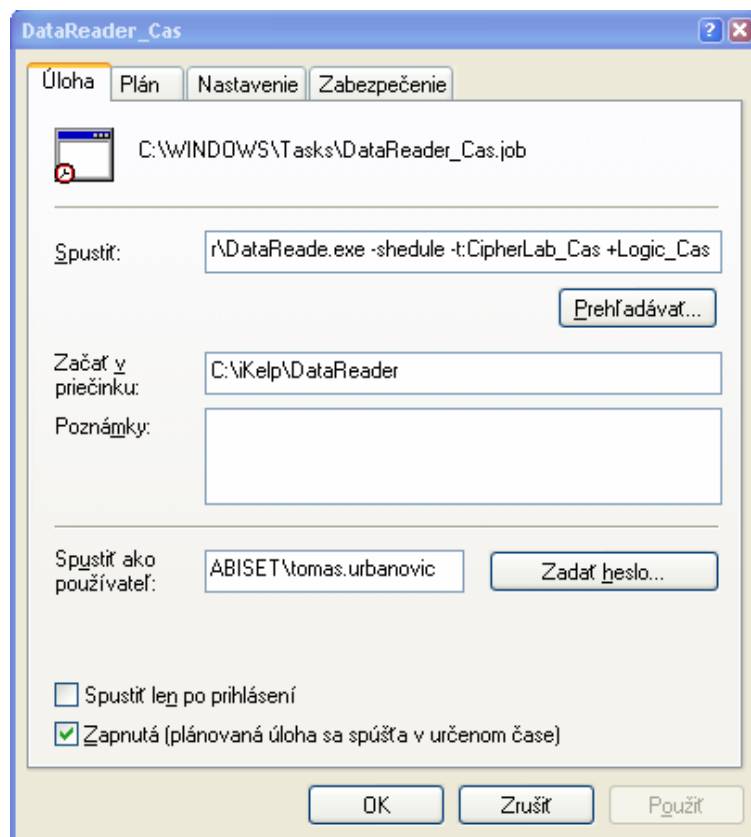 DataReader_Cas
Úloha Plán Nastavenie Zabezpečenie
C:\WINDOWS\Tasks\DataReader_Cas.job
Spustiť: r\DataReade.exe -shedule -t:CipherLab_Cas +Logic_Cas
Prehľadávať...
Začať v
priečinku: C:\iKelp\DataReader
Poznámky:
Spustiť ako
používateľ: ABISET\tomas.urbanovic Zadať heslo...
Spustiť len po prihlásení
Zapnutá (plánovaná úloha sa spúšťa v určenom čase)
OK Zrušiť Použiť